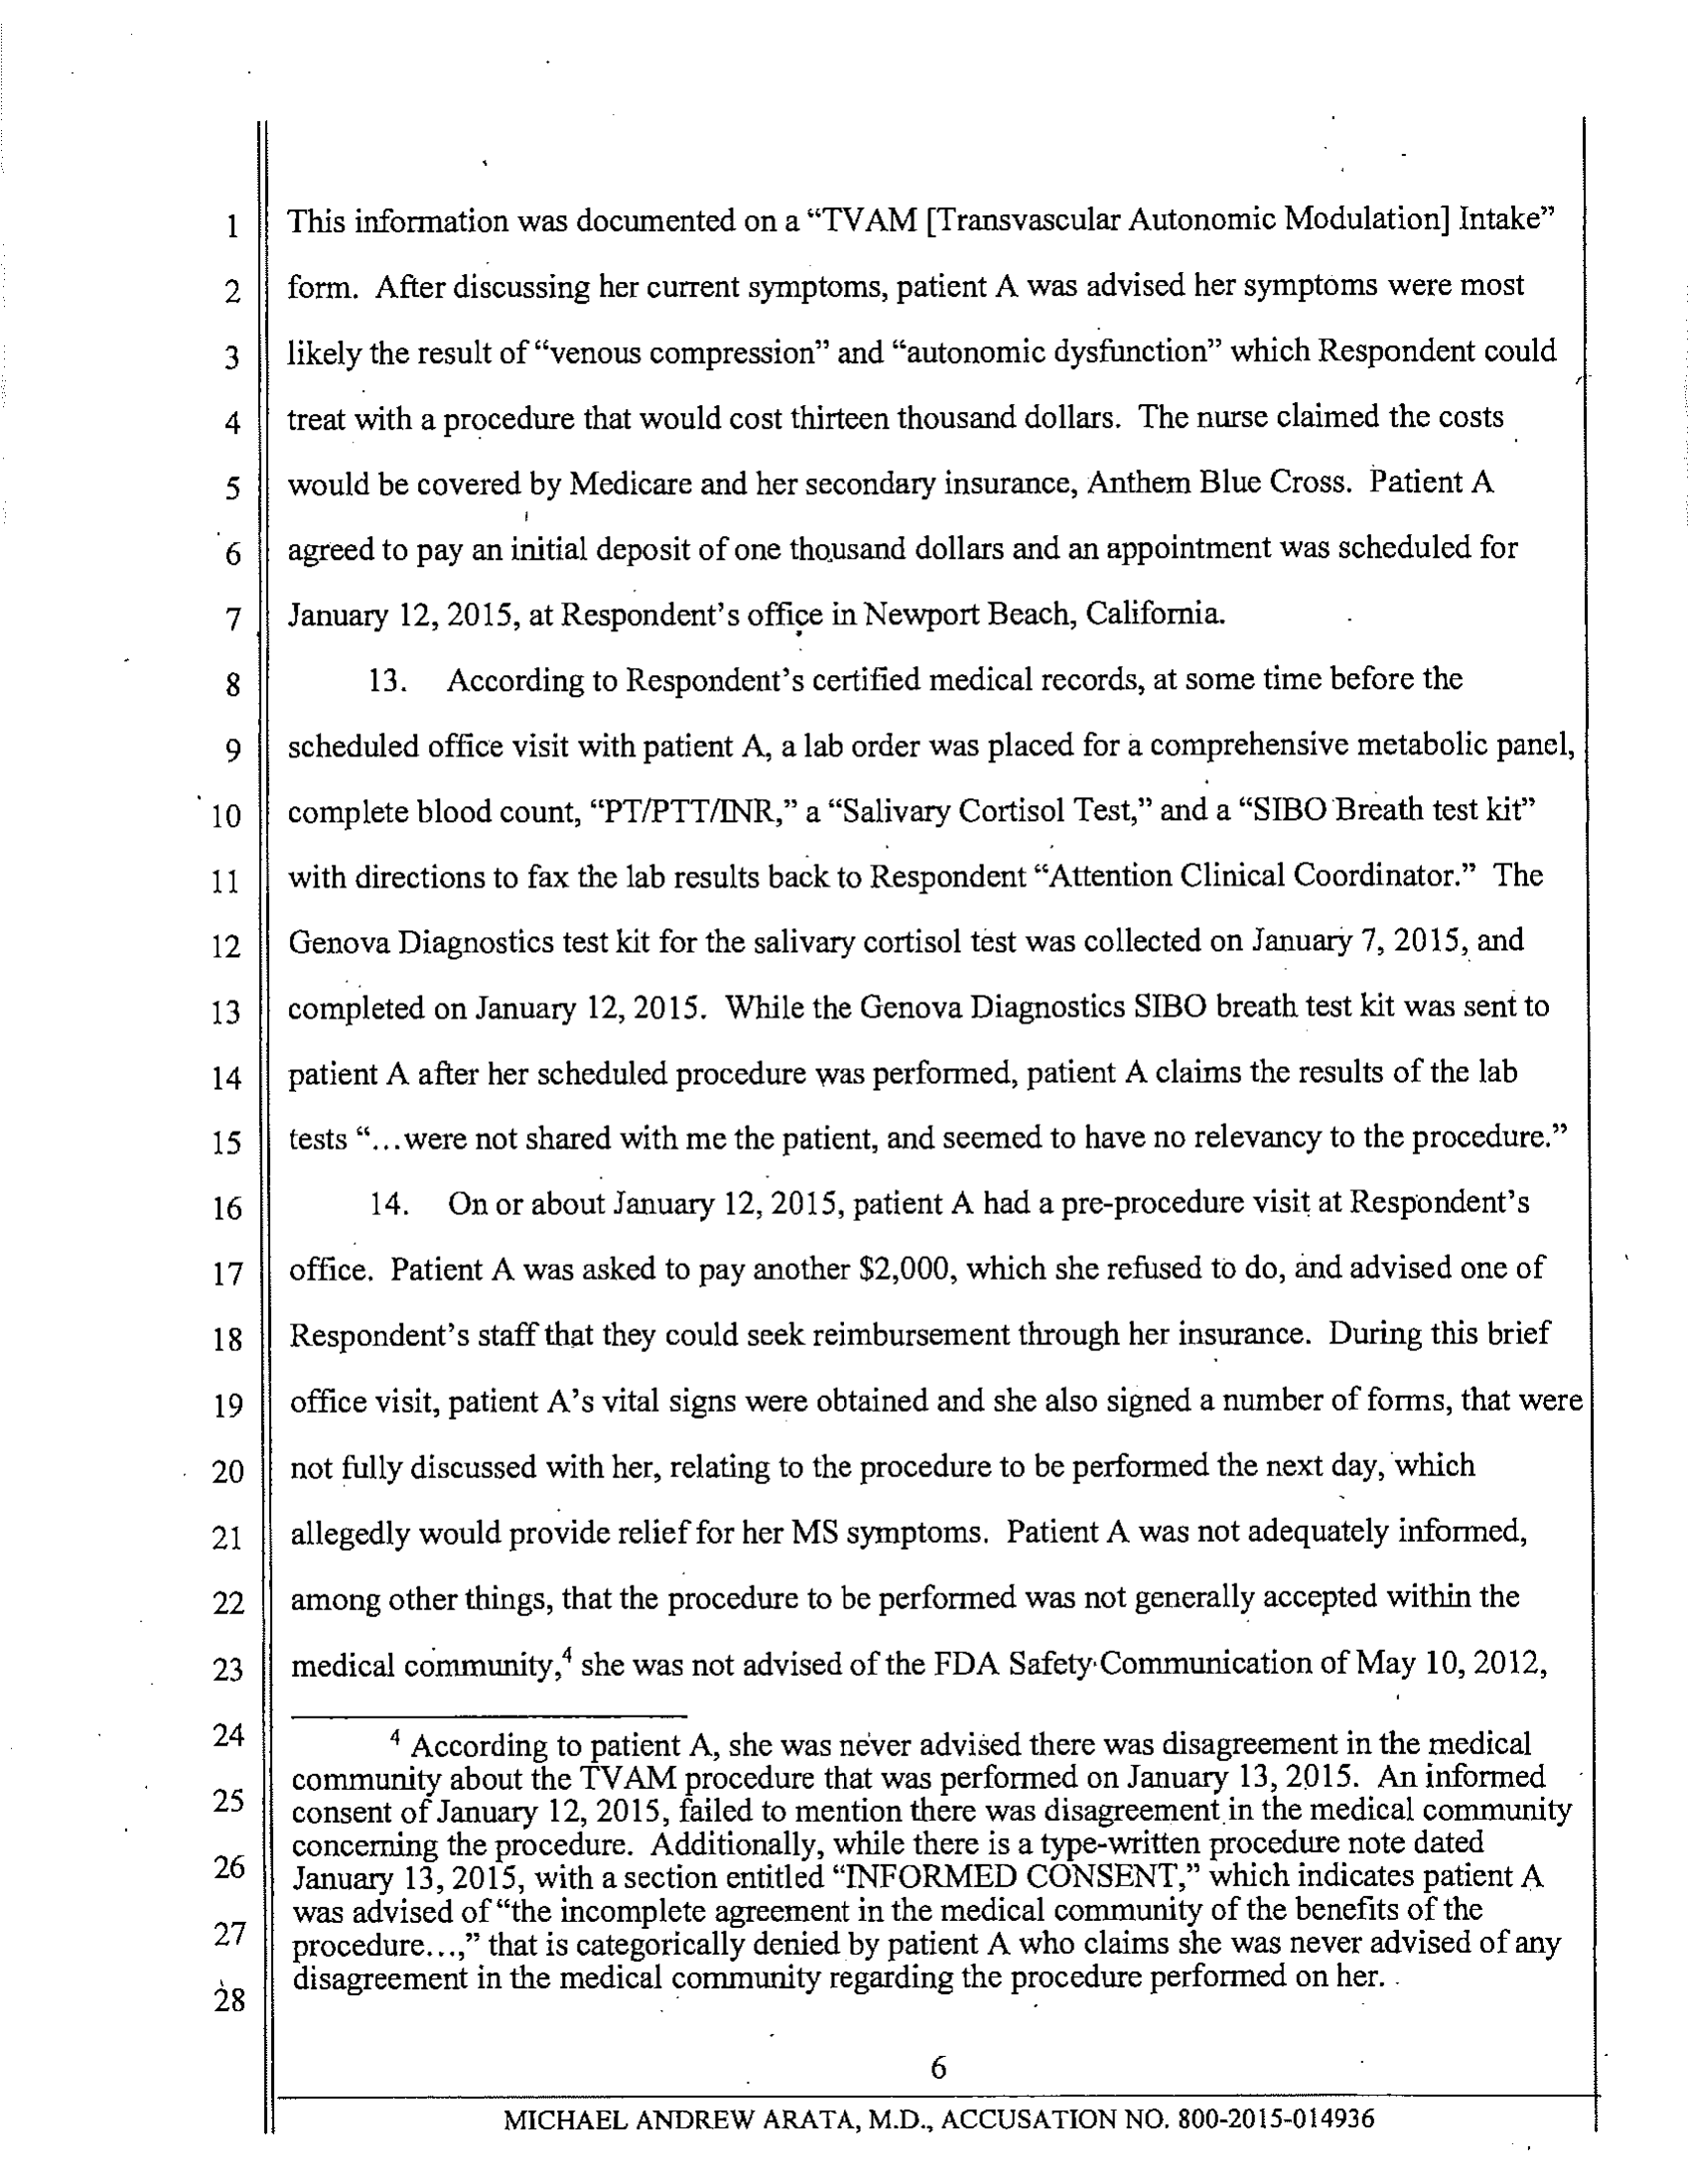 1 This information was documented on a “TVAM [Transvascular Autonomic Modulation] Intake”
2 form. After discussing her current symptoms, patient A was advised her symptoms were most
3 likely the result of “venous compression” and “autonomic dysfunction” which Respondent could
4 treat with a procedure that would cost thirteen thousand dollars. The nurse claimed the costs
5 would be covered by Medicare and her secondary insurance, Anthem Blue Cross. Patient A
6 agreed to pay an initial deposit of one thousand dollars and an appointment was scheduled for
7 January 12, 2015, at Respondent’s office in Newport Beach, California.
8 13. According to Respondent’s certified medical records, at some time before the
9 scheduled office visit with patient A, a lab order was placed for a comprehensive metabolic panel,
10 complete blood count, “PT/PTT/INR,” a “Salivary Cortisol Test,” and a “SIBO Breath test kit”
11 with directions to fax the lab results back to Respondent “Attention Clinical Coordinator.” The
12 Genova Diagnostics test kit for the salivary cortisol test was collected on January 7, 2015, and
13 completed on January 12, 2015. While the Genova Diagnostics SIBO breath test kit was sent to
14 patient A after her scheduled procedure was performed, patient A claims the results of the lab
15 tests “…were not shared with me the patient, and seemed to have no relevancy to the procedure.”
16 14. On or about January 12, 2015, patient A had a pre-procedure visit at Respondent’s
17 office. Patient A was asked to pay another $2,000, which she refused to do, and advised one of
18 Respondent’s staff that they could seek reimbursement through her insurance. During this brief
19 office visit, patient A’s vital signs were obtained and she also signed a number of forms, that were
20 not fully discussed with her, relating to the procedure to be performed the next day, which
21 allegedly would provide relief for her MS symptoms. Patient A was not adequately informed,
22 among other things, that the procedure to be performed was not generally accepted within the
23 medical community,4 she was not advised of the FDA Safety Communication of May 10, 2012,
24 4 According to patient A, she was never advised there was disagreement in the medical
community about the TVAM procedure that was performed on January 13, 2015. An informed
25 consent of January 12, 2015, failed to mention there was disagreement in the medical community
concerning the procedure. Additionally, while there is a type-written procedure note dated
26 January 13, 2015, with a section entitled “INFORMED CONSENT,” which indicates patient A
was advised of “the incomplete agreement in the medical community of the benefits of the
27 procedure…,” that is categorically denied by patient A who claims she was never advised of any
disagreement in the medical community regarding the procedure performed on her.
28
6
MICHAEL ANDREW ARATA, M.D., ACCUSATION NO. 800-2015-014936